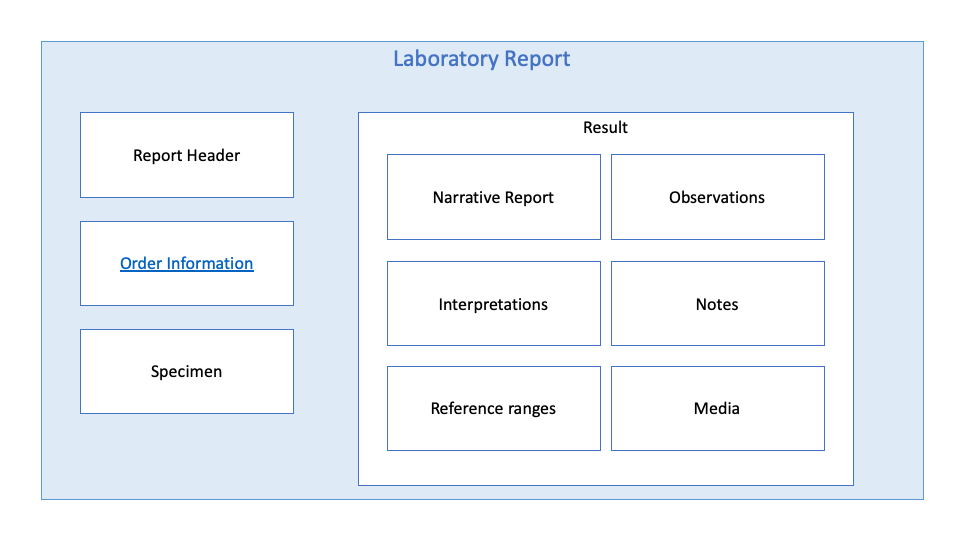 Laboratory Report
Report Header
Order Information
Specimen
Result
Narrative Report
Observations
Interpretations
Notes
Reference ranges
Media